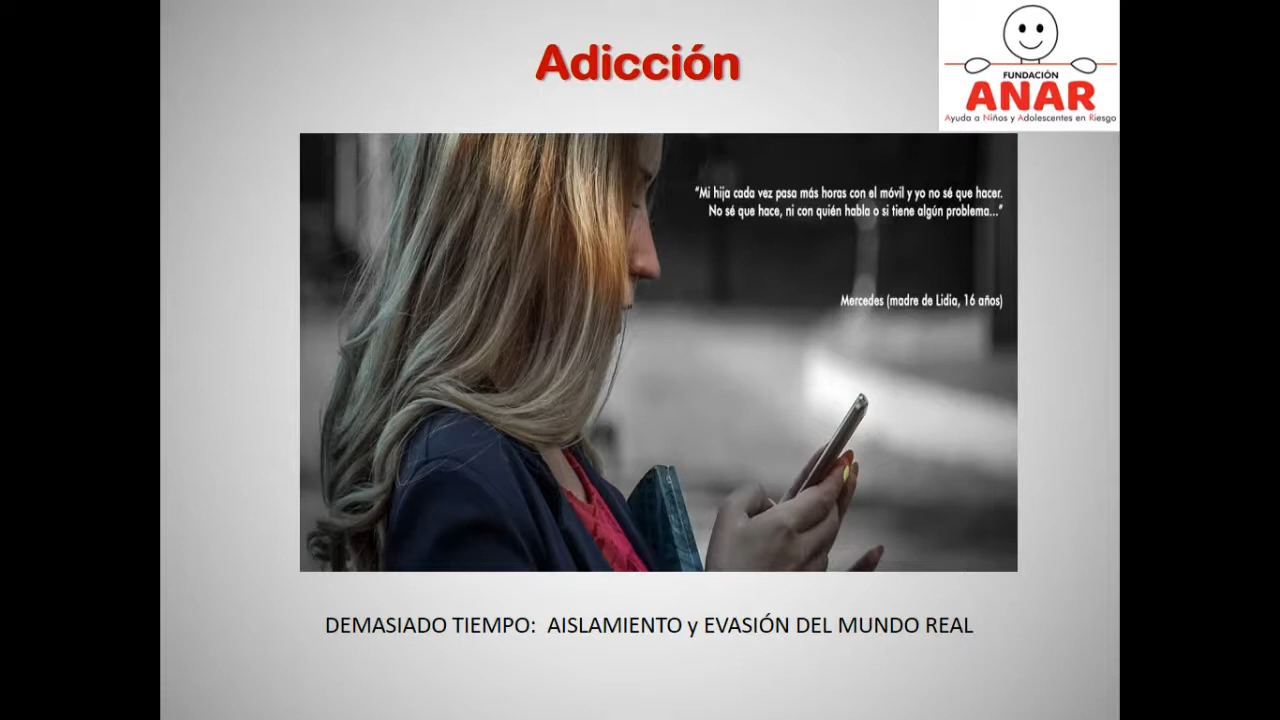 Adicción
FUNDACIÓN
ANAR
Ayuda a Niños y Adolescentes en Riesgo
“Mi hija cada vez pasa más horas con el móvil y yo no sé que hacer.
No sé que hace, ni con quién habla o si tiene algún problema...”
Mercedes (madre de Lidia, 16 años)
DEMASIADO TIEMPO: AISLAMIENTO y EVASIÓN DEL MUNDO REAL